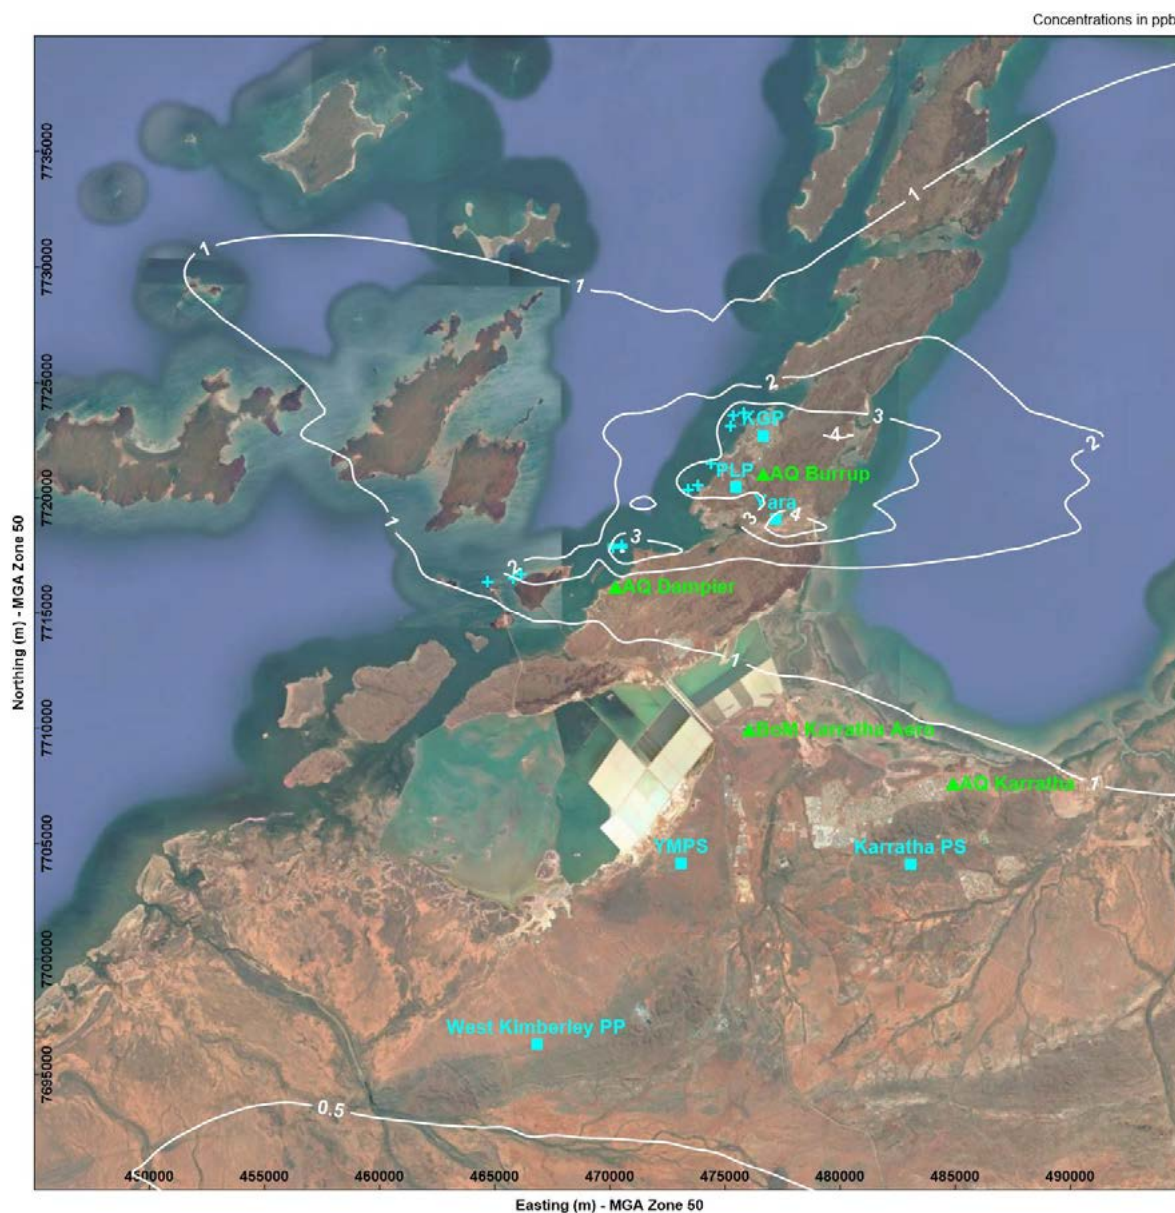 Concentrations in ppb
Northing (m) - MGA Zone 50
7735000
7730000
7725000
7720000
7715000
7710000
7705000
7700000
7695000
1
1
1
1
2
2
KGP
3
4
PLP
AQ Burrup
Yara
3
4
1
3
2
AQ Dampier
1
BoM Karratha Aero
1
AQ Karratha
YMPS
Karratha PS
West Kimberley PP
0.5
450000 455000 460000 465000 470000 475000 480000 485000 490000
Easting (m) - MGA Zone 50